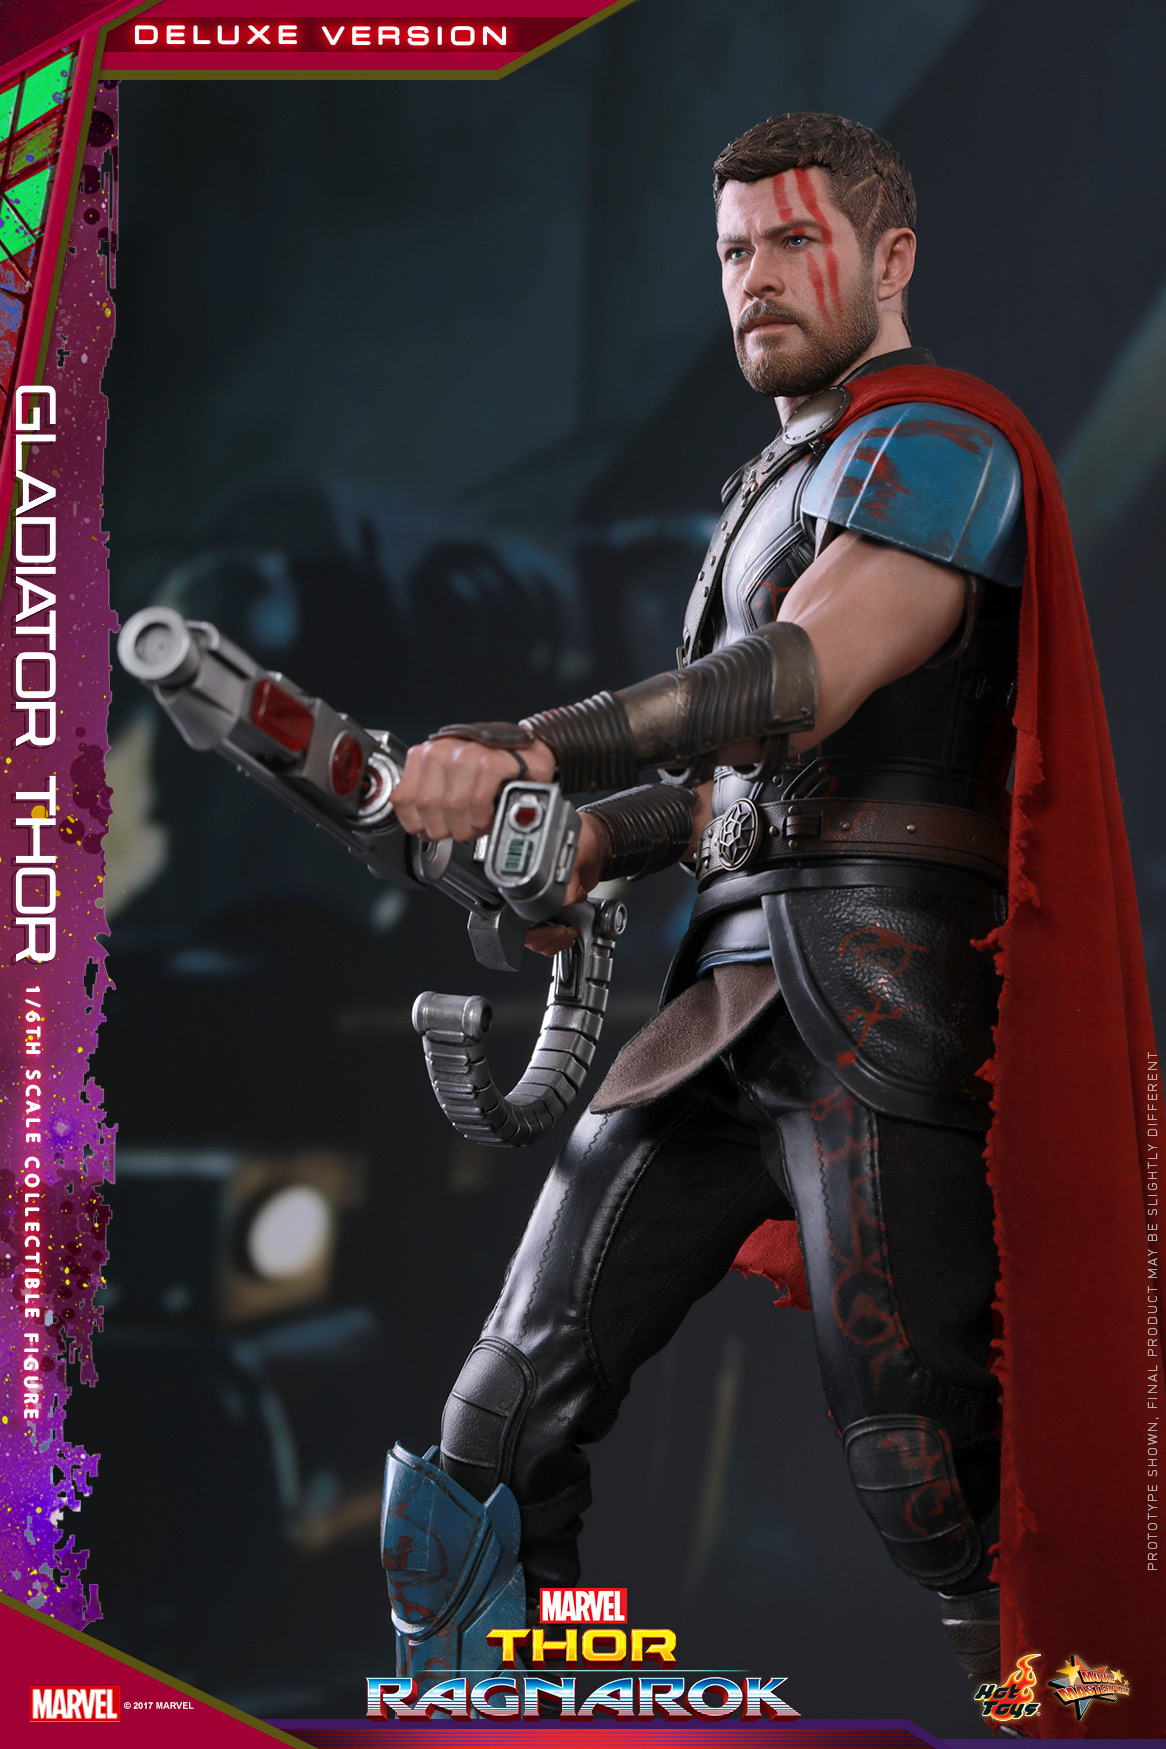 DELUXE VERSION
GLADIATOR THOR
1/6TH SCALE COLLECTIBLE FIGURE
PROTOTYPE SHOWN, FINAL PRODUCT MAY BE SLIGHTLY DIFFERENT
MARVEL
THOR
RAGNAROK
MARVEL © 2017 MARVEL
Hot Toys
MOVIE MASTERPIECE